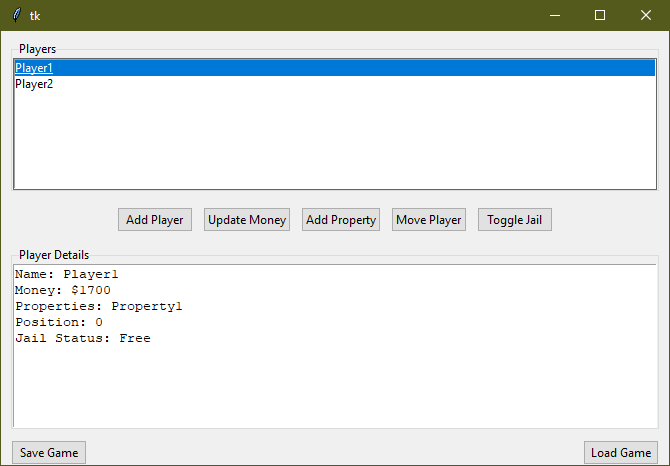 tk
Players
Player1
Player2
Add Player Update Money Add Property Move Player Toggle Jail
Player Details
Name: Player1
Money: $1700
Properties: Property1
Position: 0
Jail Status: Free
Save Game Load Game